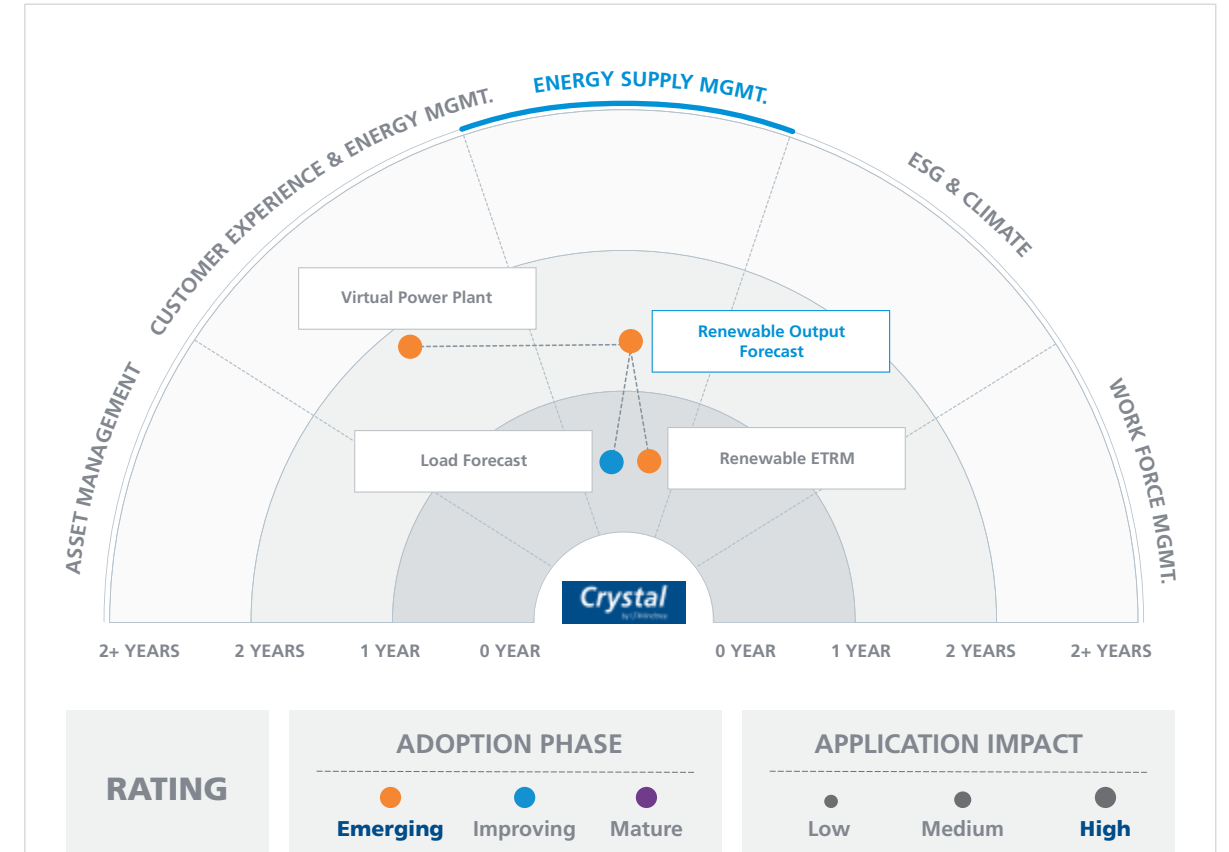 ENERGY SUPPLY MGMT.
CUSTOMER EXPERIENCE & ENERGY MGMT.
ESG & CLIMATE
ASSET MANAGEMENT
WORK FORCE MGMT.
Virtual Power Plant
Renewable Output
Forecast
Load Forecast
Renewable ETRM
Crystal
2+ YEARS 2 YEARS 1 YEAR 0 YEAR 0 YEAR 1 YEAR 2 YEARS 2+ YEARS
RATING
ADOPTION PHASE
Emerging Improving Mature
APPLICATION IMPACT
Low Medium High